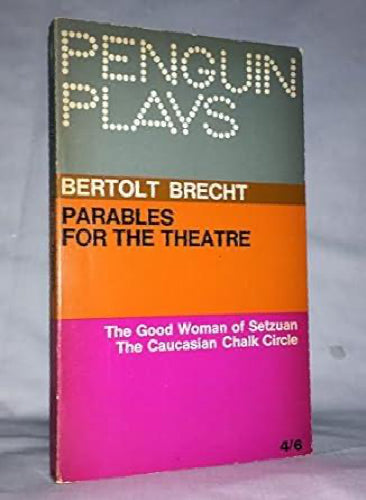 PENGUIN
PLAYS
BERTOLT BRECHT
PARABLES
FOR THE THEATRE
The Good Woman of Setzuan
The Caucasian Chalk Circle
4/6